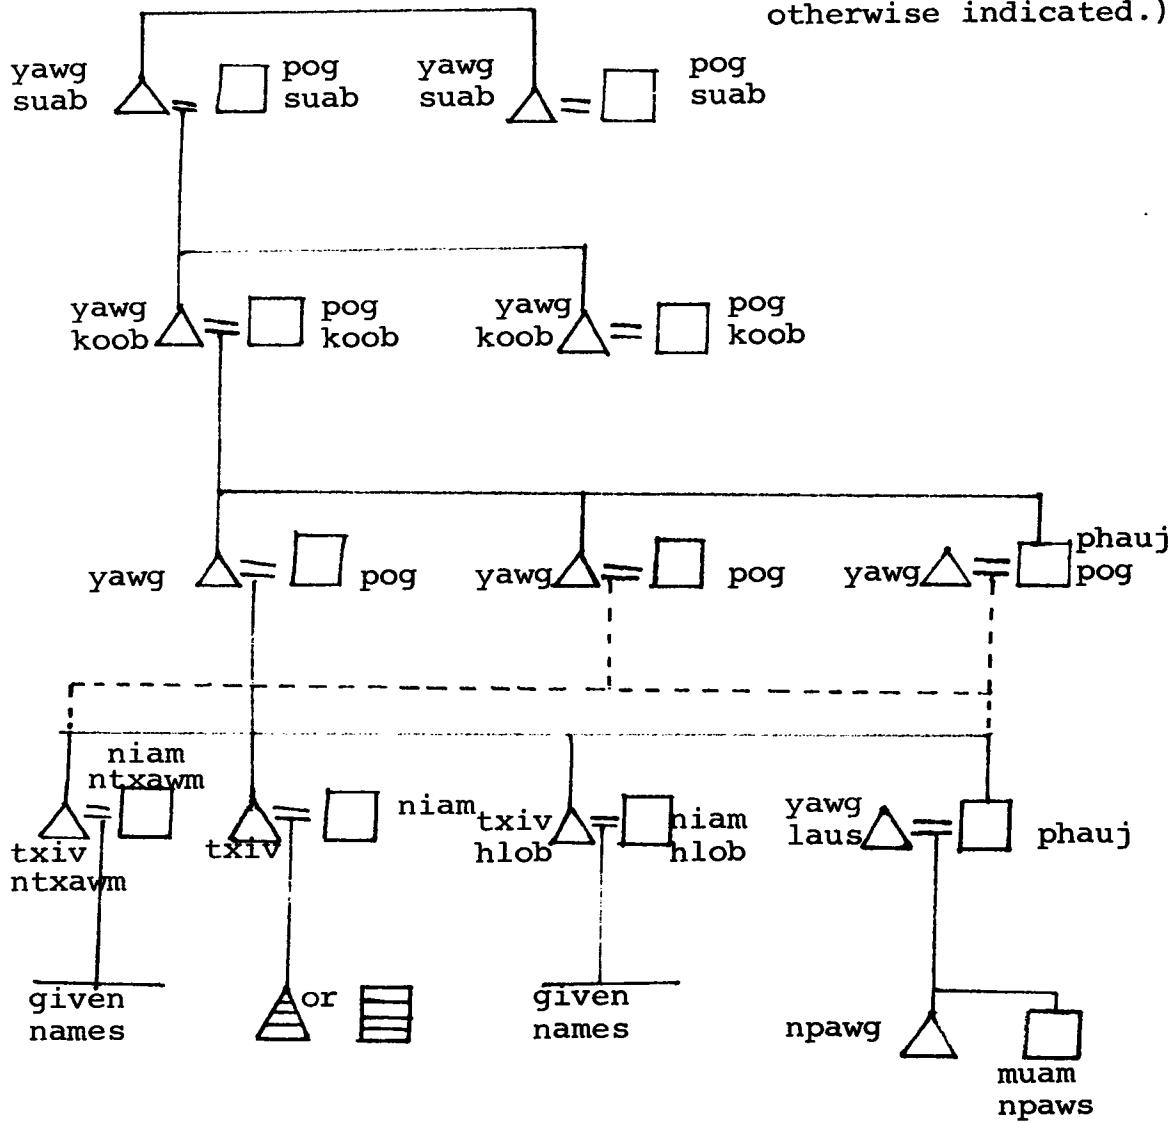 otherwise indicated.)
yawg
suab
pog
suab
yawg
suab
pog
suab
yawg
koob
pog
koob
yawg
koob
pog
koob
yawg
pog
yawg
pog
yawg
phauj
pog
niam
ntxawm
txiv
ntxawm
txiv
niam
txiv
hlob
niam
hlob
yawg
laus
phauj
given
names
or
given
names
npawg
muam
npaws